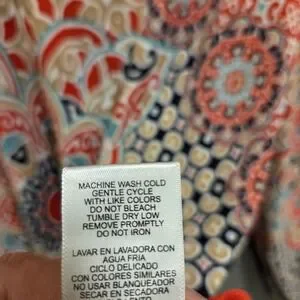 MACHINE WASH COLD
GENTLE CYCLE
WITH LIKE COLORS
DO NOT BLEACH
TUMBLE DRY LOW
REMOVE PROMPTLY
DO NOT IRON
LAVAR EN LAVADORA CON
AGUA FRIA
CICLO DELICADO
CON COLORES SIMILARES
NO USAR BLANQUEADOR
SECAR EN SECADORA